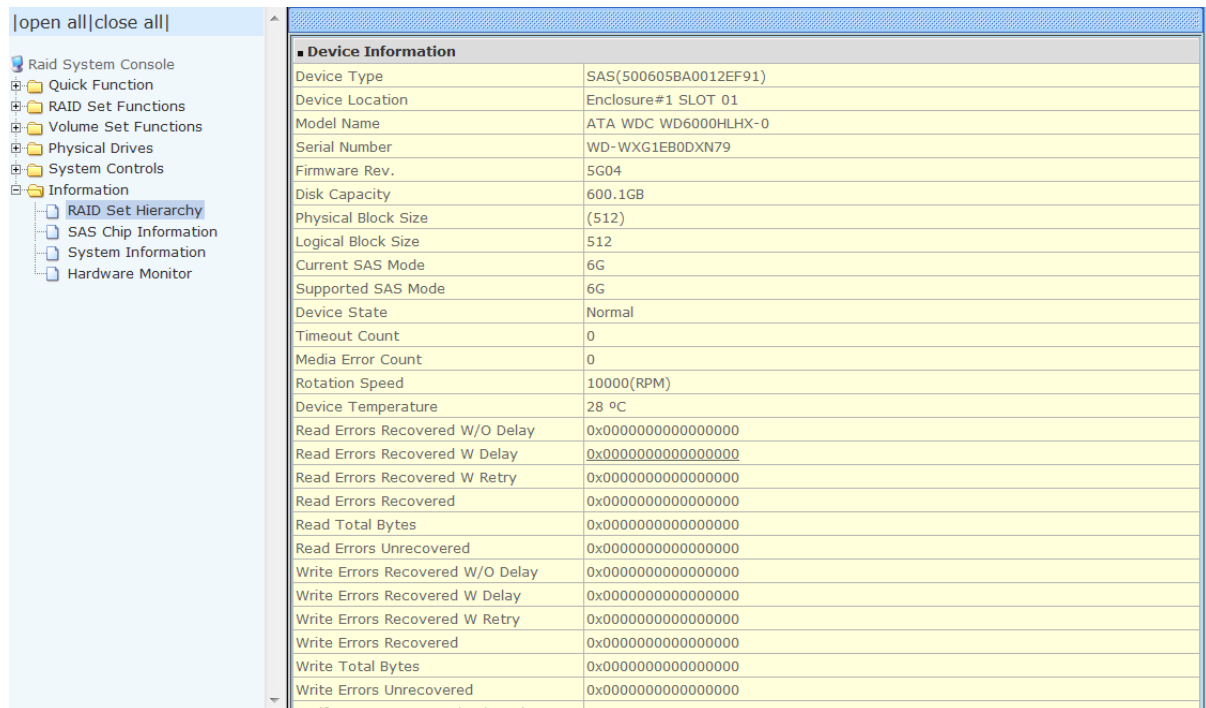 |open all|close all|
Raid System Console
Quick Function
RAID Set Functions
Volume Set Functions
Physical Drives
System Controls
Information
RAID Set Hierarchy
SAS Chip Information
System Information
Hardware Monitor
Device Information
Device Type SAS(500605BA0012EF91)
Device Location Enclosure#1 SLOT 01
Model Name ATA WDC WD6000HLHX-0
Serial Number WD-WXG1EB0DXN79
Firmware Rev. 5G04
Disk Capacity 600.1GB
Physical Block Size (512)
Logical Block Size 512
Current SAS Mode 6G
Supported SAS Mode 6G
Device State Normal
Timeout Count 0
Media Error Count 0
Rotation Speed 10000(RPM)
Device Temperature 28 ºC
Read Errors Recovered W/O Delay 0x0000000000000000
Read Errors Recovered W Delay 0x0000000000000000
Read Errors Recovered W Retry 0x0000000000000000
Read Errors Recovered 0x0000000000000000
Read Total Bytes 0x0000000000000000
Read Errors Unrecovered 0x0000000000000000
Write Errors Recovered W/O Delay 0x0000000000000000
Write Errors Recovered W Delay 0x0000000000000000
Write Errors Recovered W Retry 0x0000000000000000
Write Errors Recovered 0x0000000000000000
Write Total Bytes 0x0000000000000000
Write Errors Unrecovered 0x0000000000000000